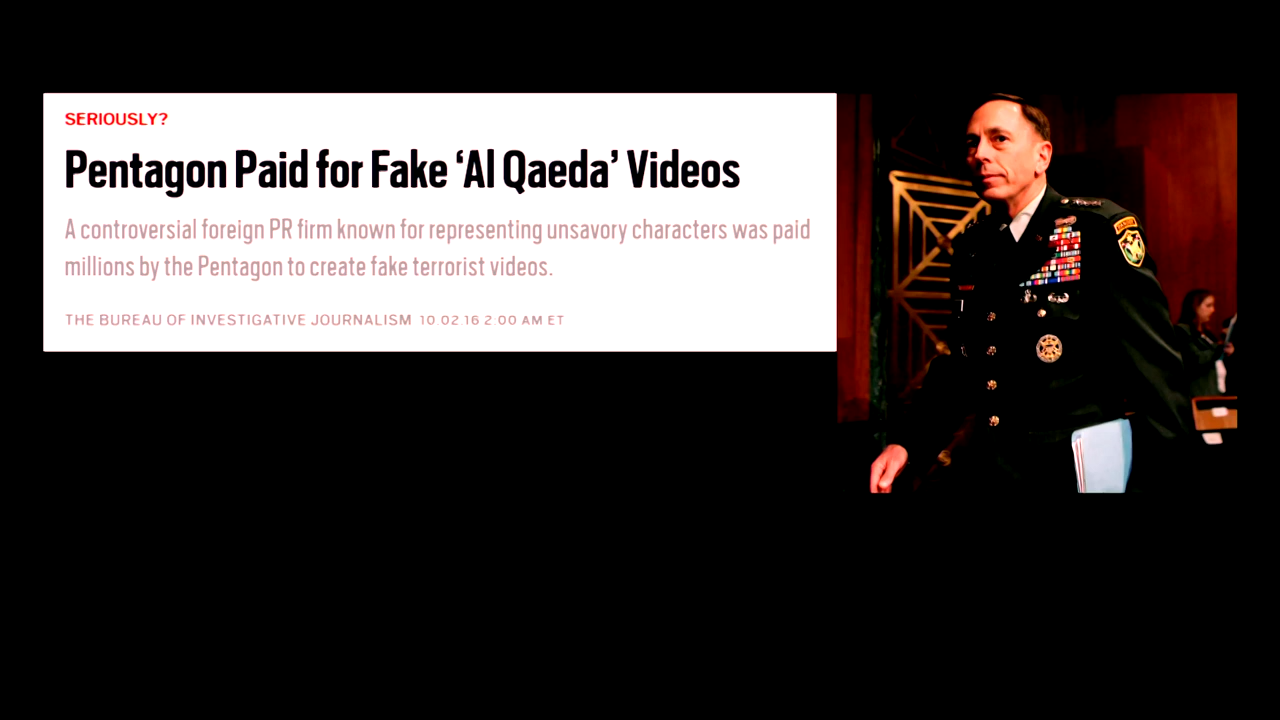 SERIOUSLY?
Pentagon Paid for Fake ‘Al Qaeda’ Videos
A controversial foreign PR firm known for representing unsavory characters was paid
millions by the Pentagon to create fake terrorist videos.
THE BUREAU OF INVESTIGATIVE JOURNALISM 10.02.16 2:00 AM ET